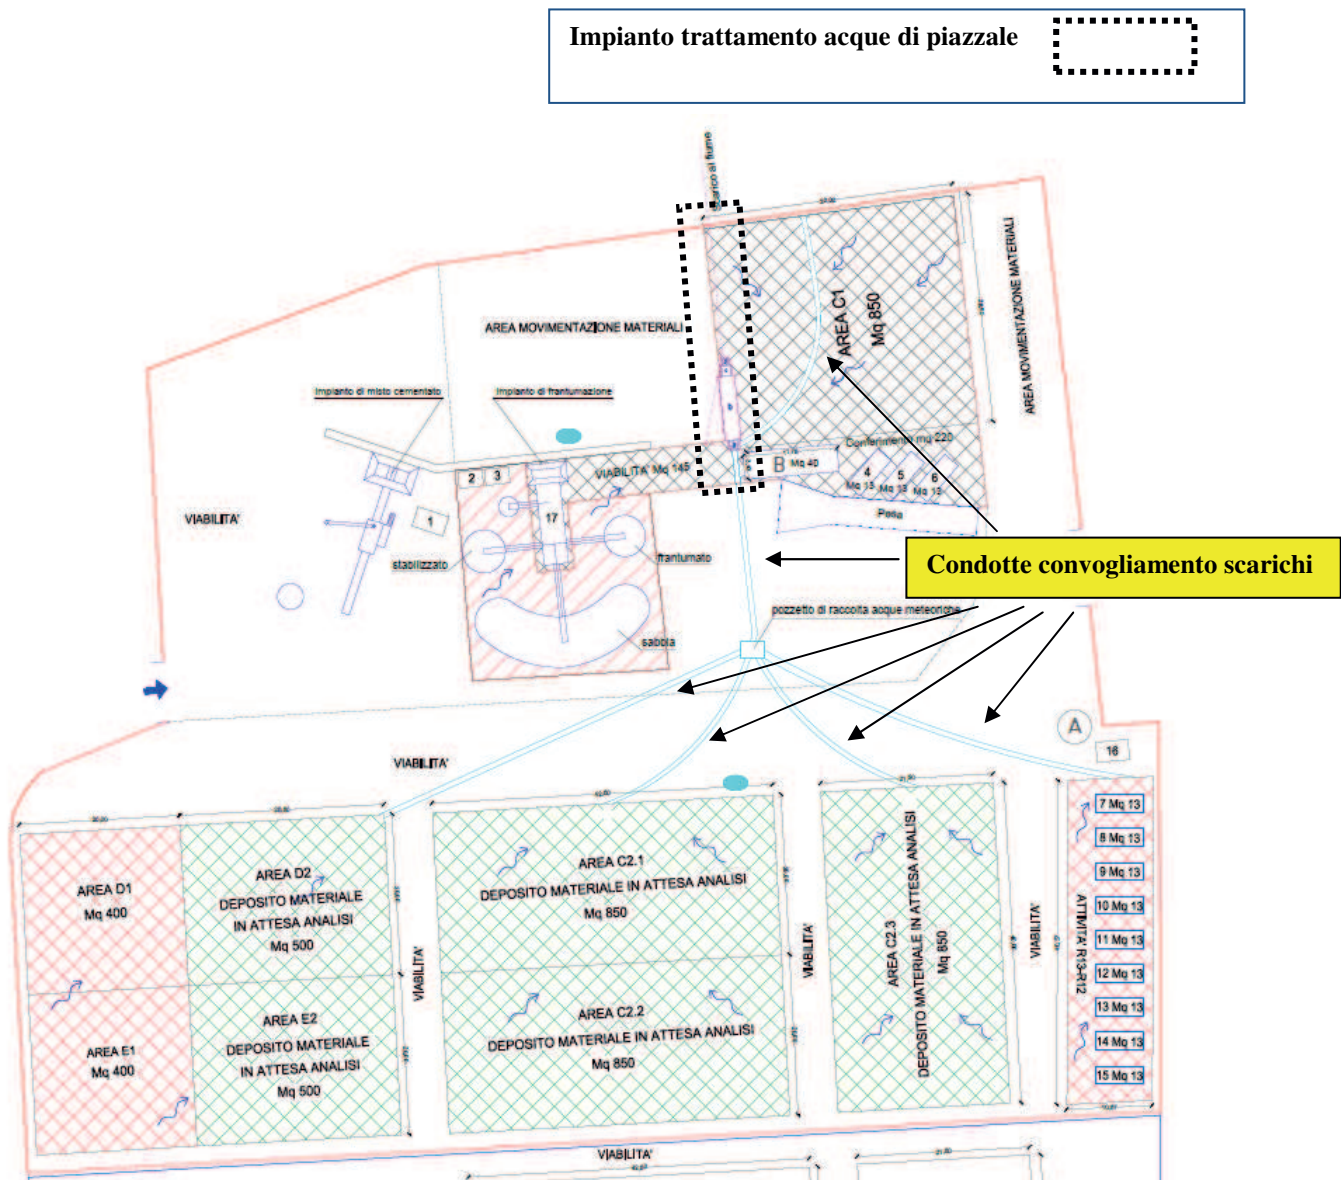 Impianto trattamento acque di piazzale
scarico al fiume
AREA MOVIMENTAZIONE MATERIALI
AREA C1
Mq 850
AREA MOVIMENTAZIONE MATERIALI
Impianto di misto cementato
Impianto di frantumazione
Conferimento mq 220
VIABILITA' Mq 145
B Mq 40
4
Mq 13
5
Mq 13
6
Mq 13
Pesa
2 3
1
17
VIABILITA'
stabilizzato
frantumato
sabbia
Condotte convogliamento scarichi
pozzetto di raccolta acque meteoriche
A
16
VIABILITA'
AREA D1
Mq 400
AREA D2
DEPOSITO MATERIALE
IN ATTESA ANALISI
Mq 500
AREA E1
Mq 400
AREA E2
DEPOSITO MATERIALE
IN ATTESA ANALISI
Mq 500
VIABILITA'
AREA C2.1
DEPOSITO MATERIALE IN ATTESA ANALISI
Mq 850
AREA C2.2
DEPOSITO MATERIALE IN ATTESA ANALISI
Mq 850
VIABILITA'
AREA C2.3
DEPOSITO MATERIALE IN ATTESA ANALISI
Mq 850
VIABILITA'
ATTIVITA' R13-R12
7 Mq 13
8 Mq 13
9 Mq 13
10 Mq 13
11 Mq 13
12 Mq 13
13 Mq 13
14 Mq 13
15 Mq 13
VIABILITA'